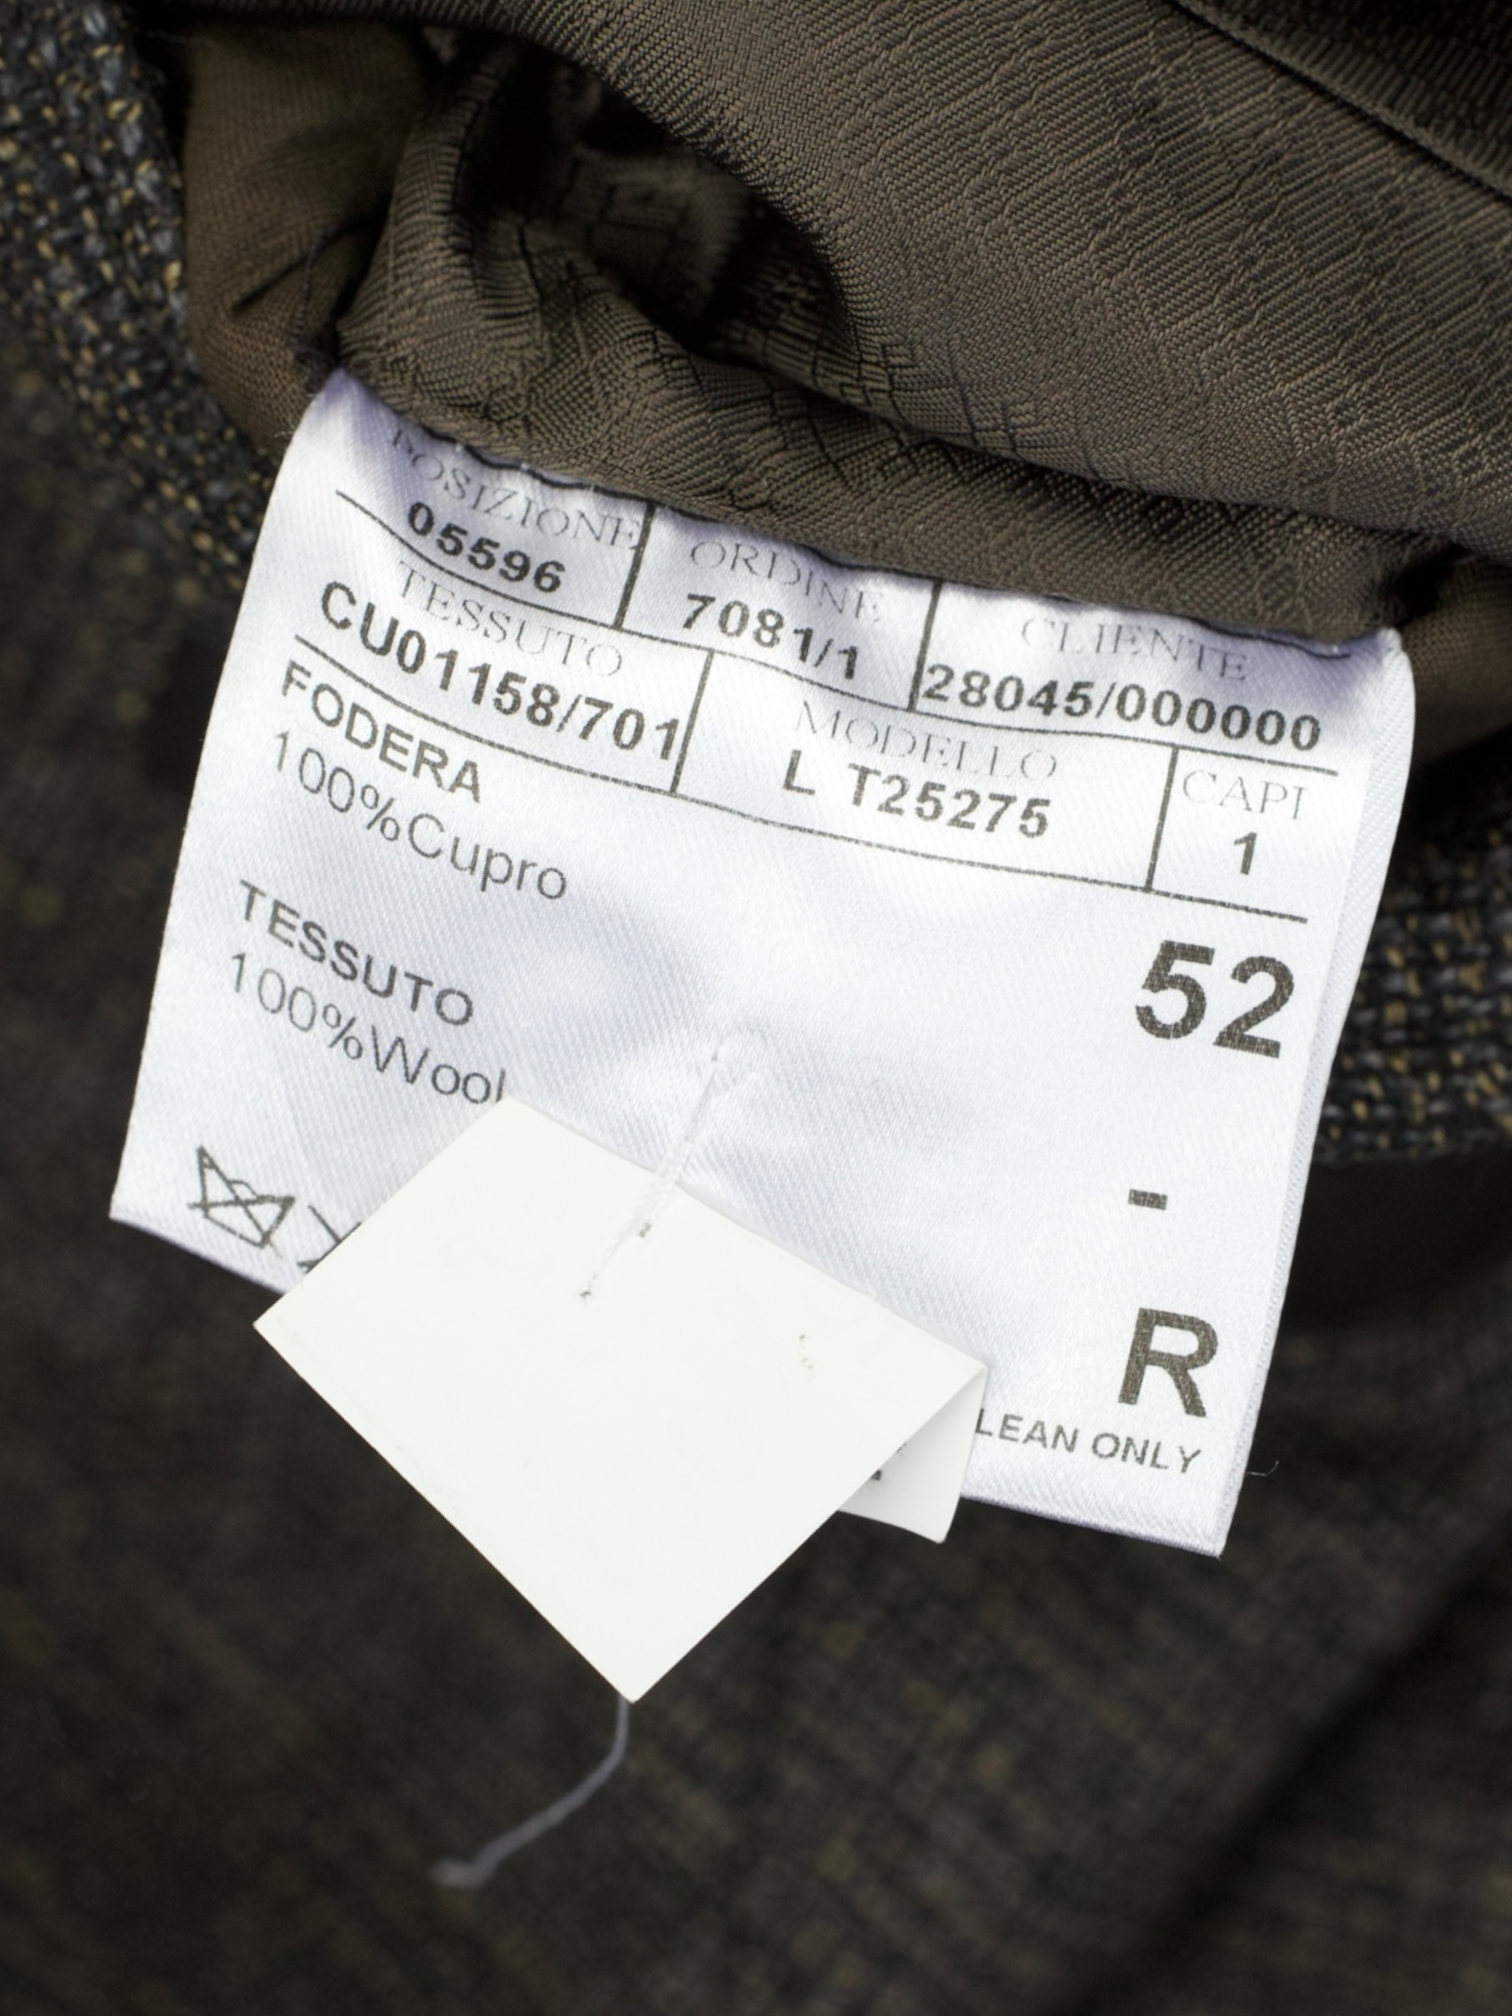 POSIZIONE ORDINE CLIENTE
05596 7081/1 28045/000000
TESSUTO MODELLO CAPI
CU01158/701 L T25275 1
FODERA
100%Cupro
52
TESSUTO
100%Wool
-
R
LEAN ONLY